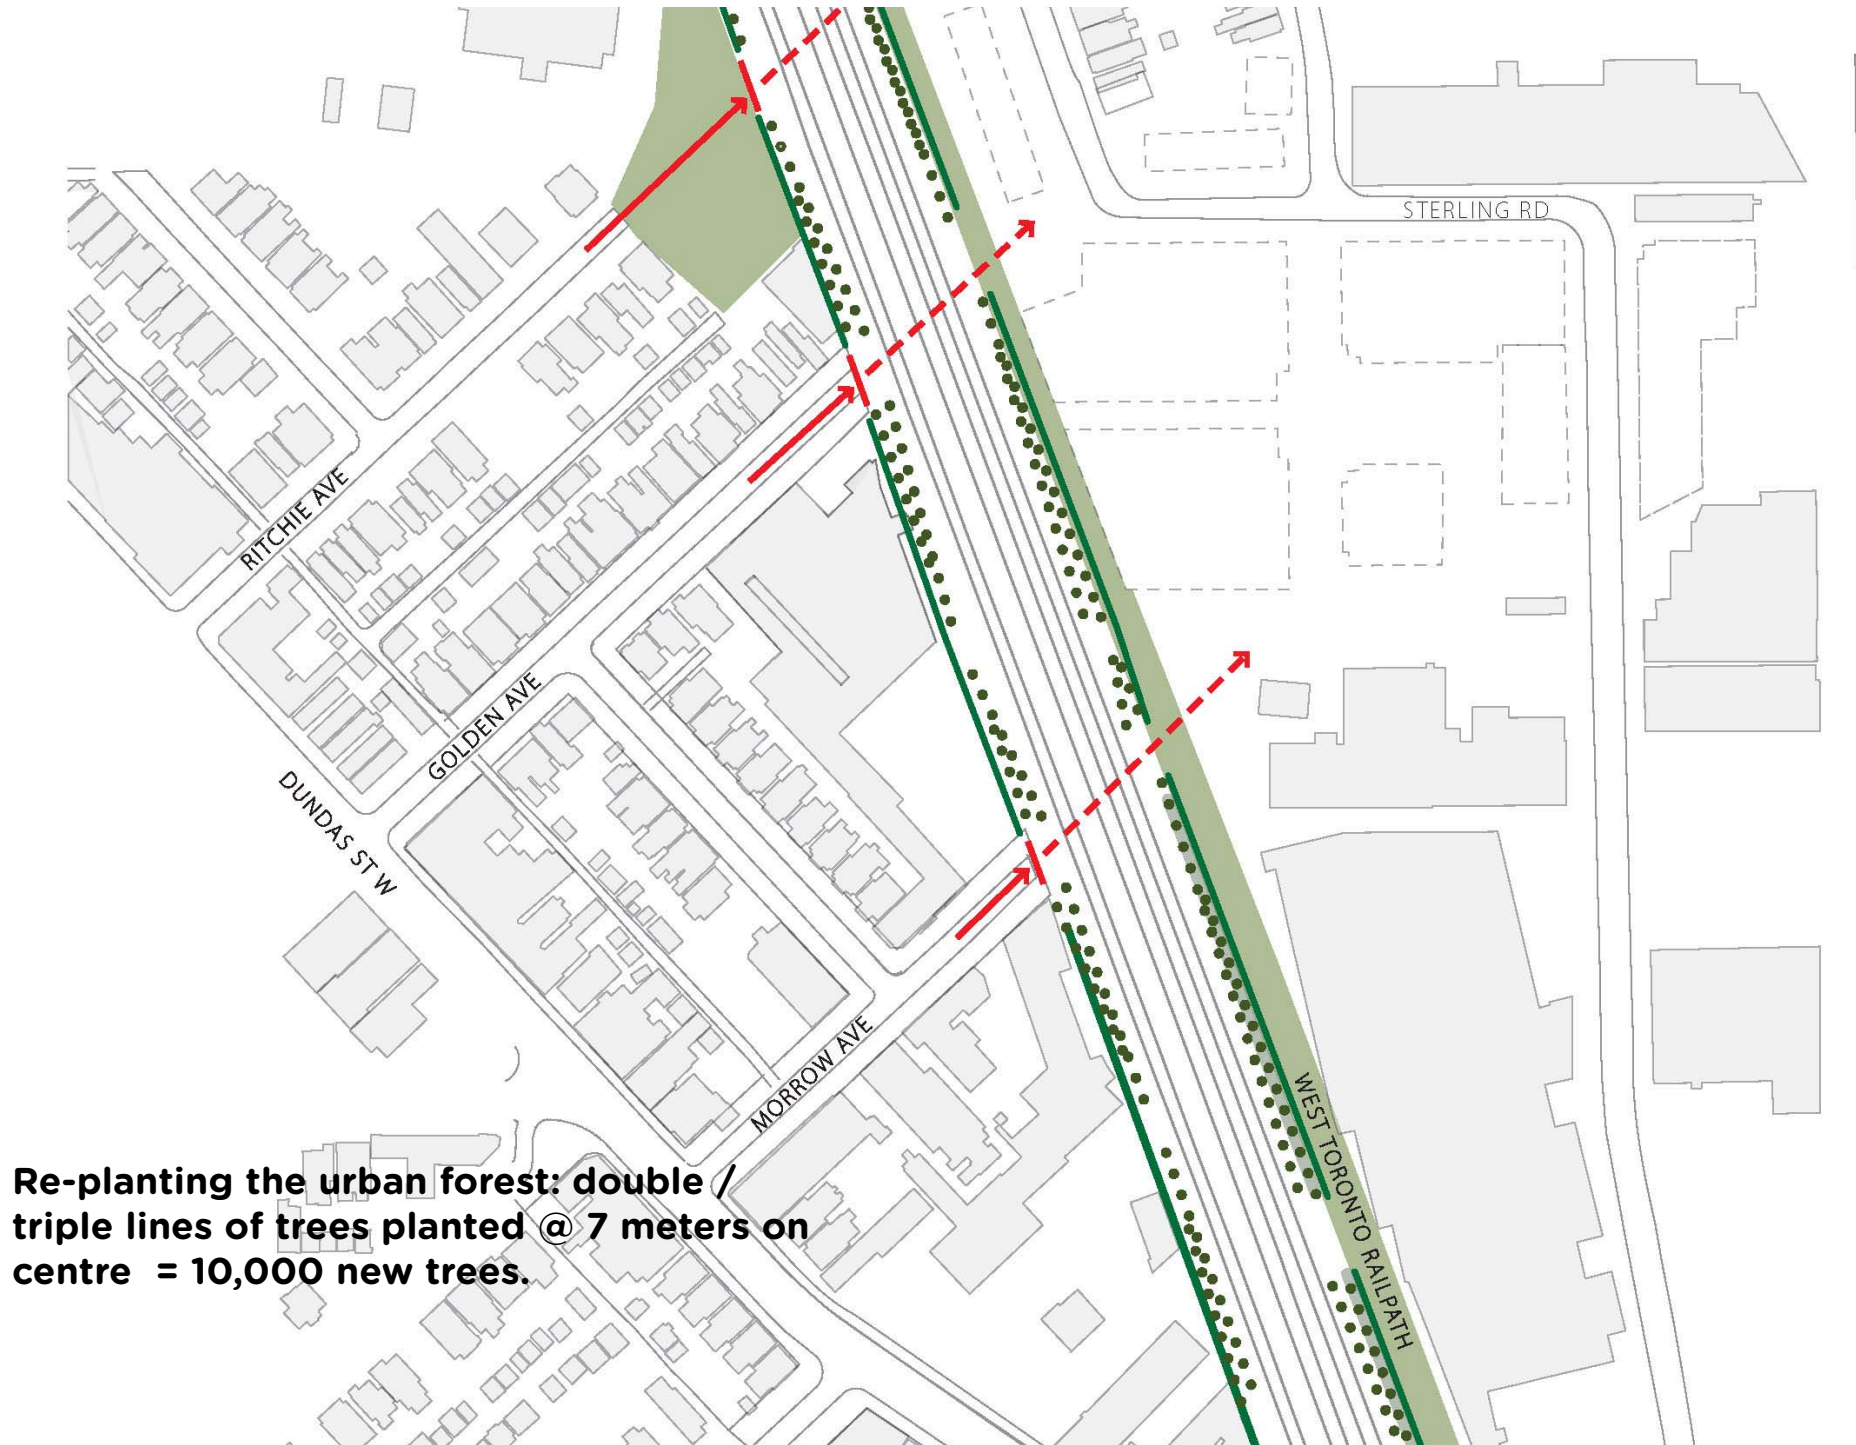 STERLING RD
RITCHIE AVE
GOLDEN AVE
DUNDAS ST W
MORROW AVE
WEST TORONTO RAILPATH
Re-planting the urban forest: double /
triple lines of trees planted @ 7 meters on
centre  = 10,000 new trees.